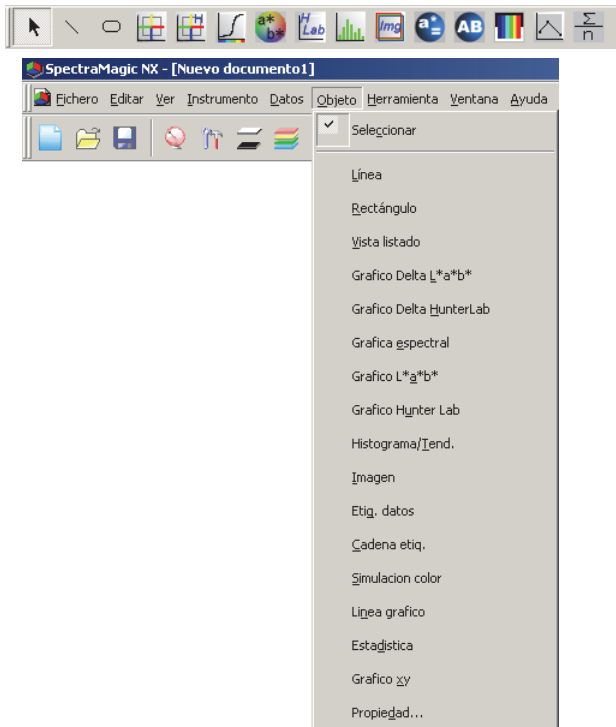 a* b*
H
H Lab
Img
a*=
AB
Σ n
SpectraMagic NX - [Nuevo documento1]
Fichero Editar Ver Instrumento Datos Objeto Herramienta Ventana Ayuda
Seleccionar
Línea
Rectángulo
Vista listado
Grafico Delta L*a*b*
Grafico Delta HunterLab
Grafica espectral
Grafico L*a*b*
Grafico Hunter Lab
Histograma/Tend.
Imagen
Etiq. datos
Cadena etiq.
Simulacion color
Linea grafico
Estadistica
Grafico xy
Propiedad...